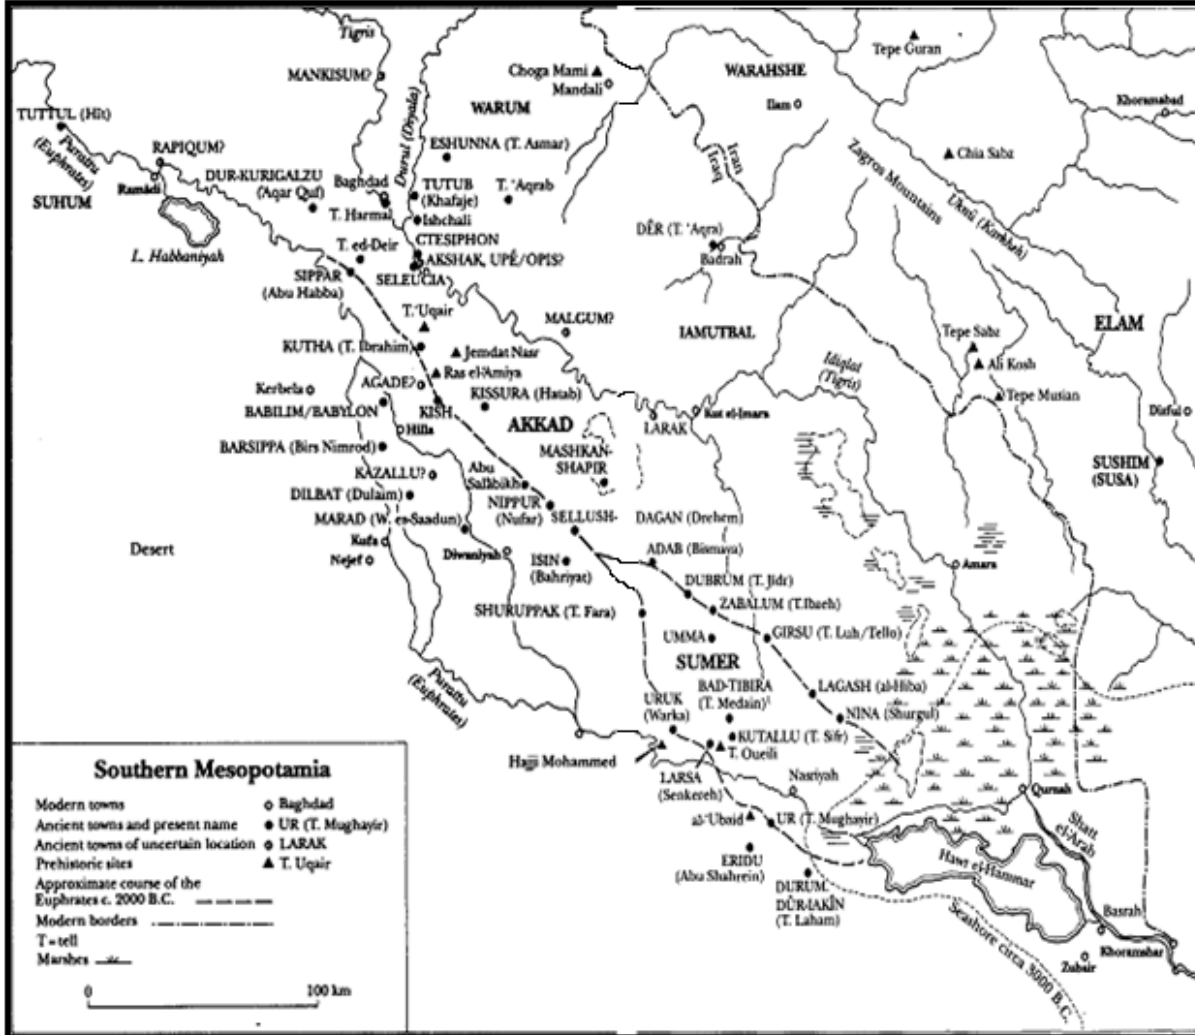 Tigris
Tepe Guran
MANKISUM?
Choga Mami
Mandali
WARAHSHE
Ilam
Khoramabad
WARUM
TUTTUL (Hît)
Purattu
(Euphrates)
RAPIQUM?
Ramâdi
Durul (Diyala)
ESHUNNA (T. Asmar)
Iraq
Iran
Chia Sabz
Zagros Mountains
DUR-KURIGALZU
(Aqar Quf)
Baghdad
TUTUB
(Khafaje)
T. 'Aqrab
SUHUM
T. Harmal
Ishchali
Uknû (Karkheh)
L. Habbaniyah
T. ed-Deir
CTESIPHON
AKSHAK, UPÊ/OPIS?
SELEUCIA
DÊR (T. 'Aqra)
Badrah
SIPPAR
(Abu Habba)
T. 'Uqair
MALGUM?
IAMUTBAL
ELAM
Tepe Sabz
KUTHA (T. Ibrahim)
Jemdat Nasr
Idiqlat
(Tigris)
Ali Kosh
Ras el-'Amiya
Kerbela
AGADE?
KISSURA (Hatab)
Tepe Musian
BABILIM/BABYLON
KISH
AKKAD
LARAK
Kut el-Imara
Dizful
Hilla
BARSIPPA (Birs Nimrod)
MASHKAN-
SHAPIR
SUSHIM
(SUSA)
KAZALLU?
Abu
Salābikh
DILBAT (Dulaim)
NIPPUR
(Nufar)
MARAD (W. es-Saadun)
SELLUSH-
DAGAN (Drehem)
Desert
Kufa
Nejef
Diwaniyah
ISIN
(Bahriyat)
ADAB (Bismaya)
Amara
DUBRUM (T. Jidr)
SHURUPPAK (T. Fara)
ZABALUM (T.Ibzeh)
UMMA
GIRSU (T. Luh/Tello)
SUMER
Purattu
(Euphrates)
URUK
(Warka)
BAD-TIBIRA
(T. Medain)
LAGASH (al-Hiba)
NINA (Shurgul)
KUTALLU (T. Sifr)
T. Oueili
Hajji Mohammed
LARSA
(Senkereh)
Nasriyah
Qurnah
al-'Ubaid
UR (T. Mughayir)
Shatt
el-'Arab
ERIDU
(Abu Shahrein)
Hawr el-Hammar
DURUM
DÛR-IAKÎN
(T. Laham)
Basrah
Khoramshar
Zubair
Seashore circa 3000 B.C.
Southern Mesopotamia
Modern towns Baghdad
Ancient towns and present name UR (T. Mughayir)
Ancient towns of uncertain location LARAK
Prehistoric sites T. Uqair
Approximate course of the
Euphrates c. 2000 B.C.
Modern borders
T = tell
Marshes
0 100 km